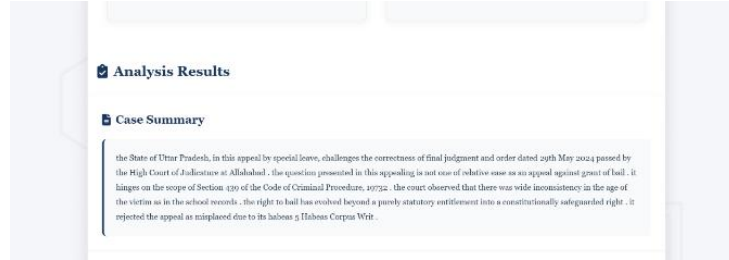 Analysis Results
Case Summary
the State of Uttar Pradesh, in this appeal by special leave, challenges the correctness of final judgment and order dated 29th May 2024 passed by
the High Court of Judicature at Allahabad . the question presented in this appealing is not one of relative ease as an appeal against grant of bail . it
hinges on the scope of Section 439 of the Code of Criminal Procedure, 19732 . the court observed that there was wide inconsistency in the age of
the victim as in the school records . the right to bail has evolved beyond a purely statutory entitlement into a constitutionally safeguarded right . it
rejected the appeal as misplaced due to its habeas 5 Habeas Corpus Writ .